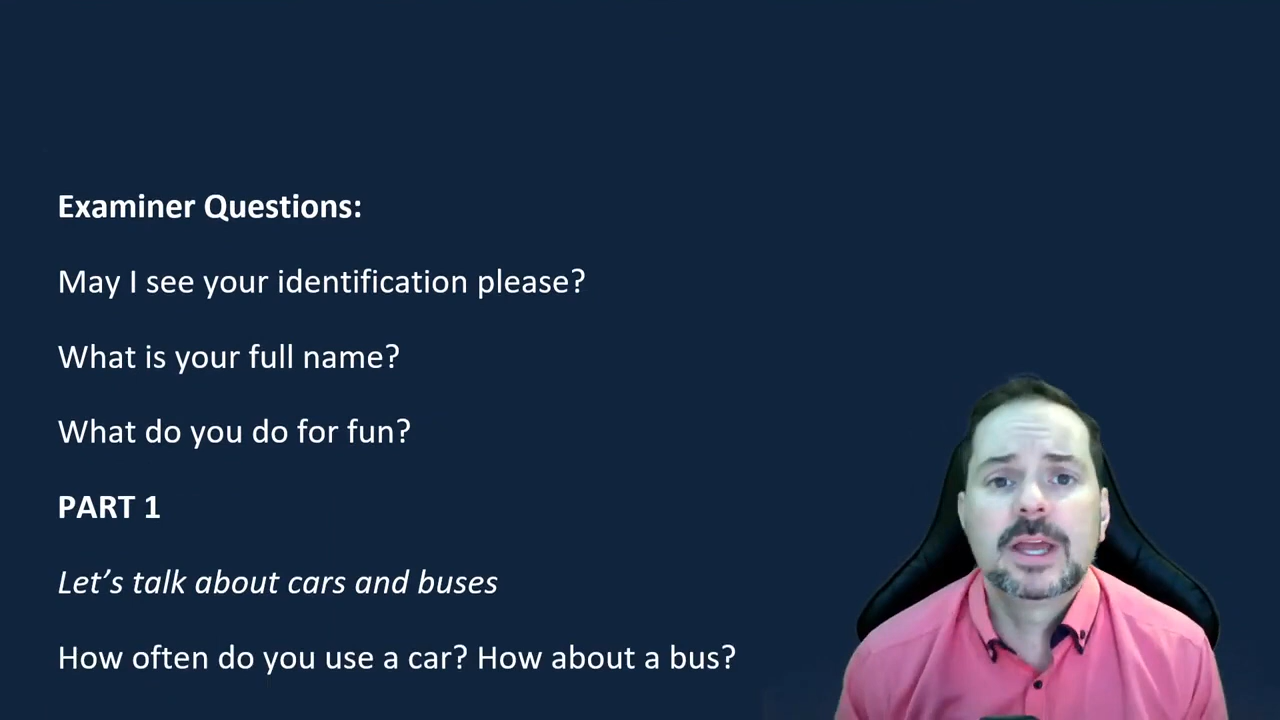 Examiner Questions:
May I see your identification please?
What is your full name?
What do you do for fun?
PART 1
Let’s talk about cars and buses
How often do you use a car? How about a bus?